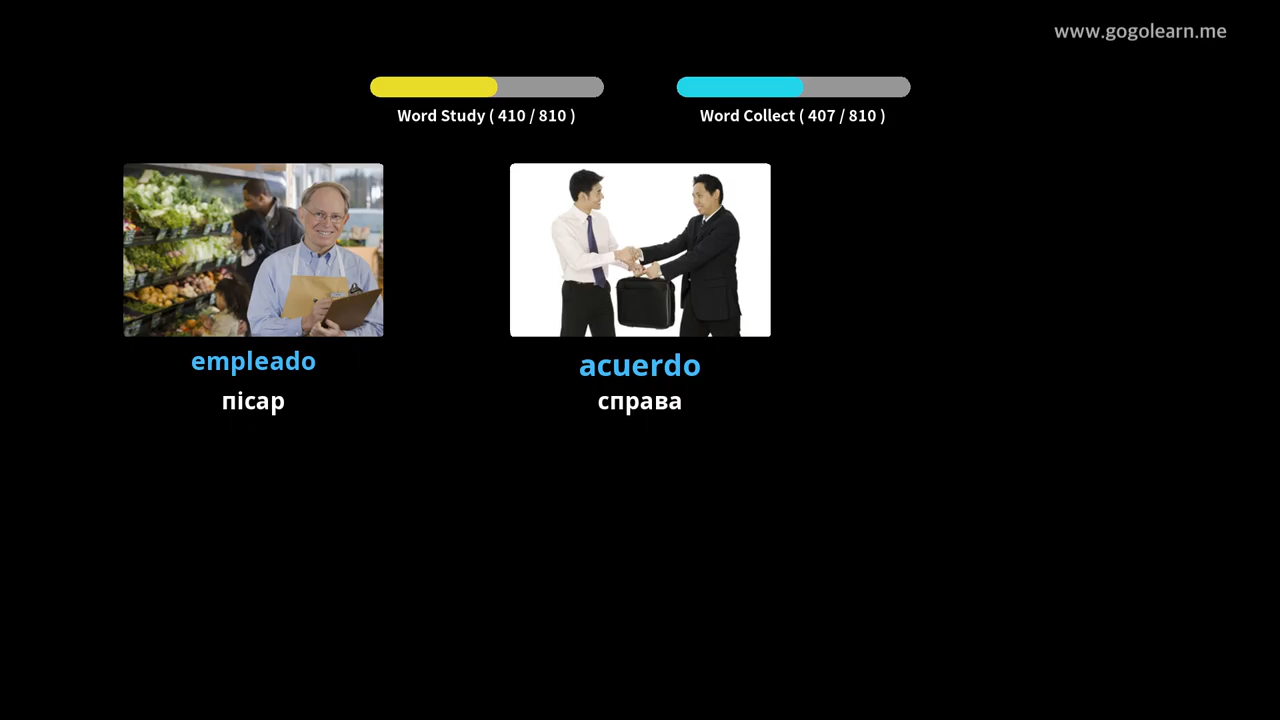 www.gogolearn.me
Word Study ( 410 / 810 )
Word Collect ( 407 / 810 )
empleado
пісар
acuerdo
справа